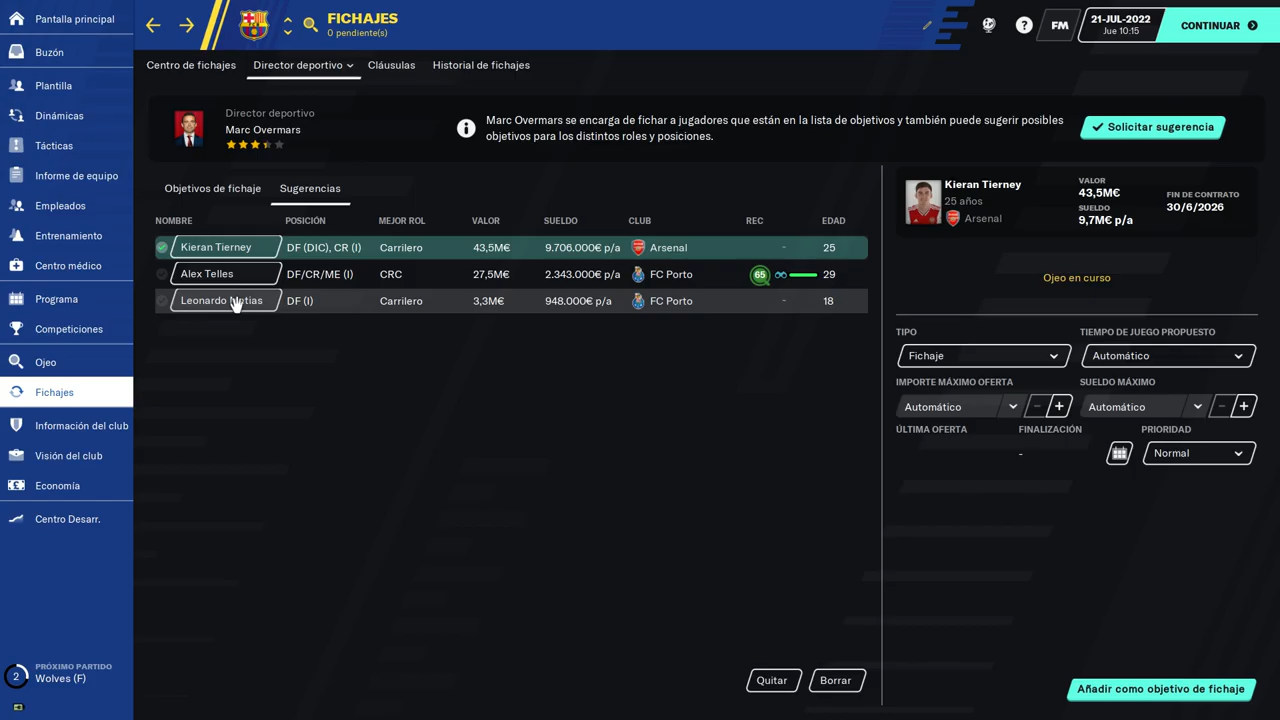 Pantalla principal
Buzón
Plantilla
Dinámicas
Tácticas
Informe de equipo
Empleados
Entrenamiento
Centro médico
Programa
Competiciones
Ojeo
Fichajes
Información del club
Visión del club
Economía
Centro Desarr.
2
PRÓXIMO PARTIDO
Wolves (F)
FICHAJES
0 pendiente(s)
?
FM
21-JUL-2022
Jue 10:15
CONTINUAR
Centro de fichajes
Director deportivo
Cláusulas
Historial de fichajes
Director deportivo
Marc Overmars
Marc Overmars se encarga de fichar a jugadores que están en la lista de objetivos y también puede sugerir posibles
objetivos para los distintos roles y posiciones.
Solicitar sugerencia
Objetivos de fichaje
Sugerencias
NOMBRE POSICIÓN MEJOR ROL VALOR SUELDO CLUB REC EDAD
Kieran Tierney DF (DIC), CR (I) Carrilero 43,5M€ 9.706.000€ p/a Arsenal - 25
Alex Telles DF/CR/ME (I) CRC 27,5M€ 2.343.000€ p/a FC Porto 65 29
Leonardo DF (I) Carrilero 3,3M€ 948.000€ p/a FC Porto - 18
Quitar
Borrar
Kieran Tierney
25 años
Arsenal
VALOR
43,5M€
SUELDO
9,7M€ p/a
FIN DE CONTRATO
30/6/2026
Ojeo en curso
TIPO
TIEMPO DE JUEGO PROPUESTO
Fichaje
Automático
IMPORTE MÁXIMO OFERTA
SUELDO MÁXIMO
Automático - +
Automático - +
ÚLTIMA OFERTA
FINALIZACIÓN
PRIORIDAD
-
Normal
Añadir como objetivo de fichaje